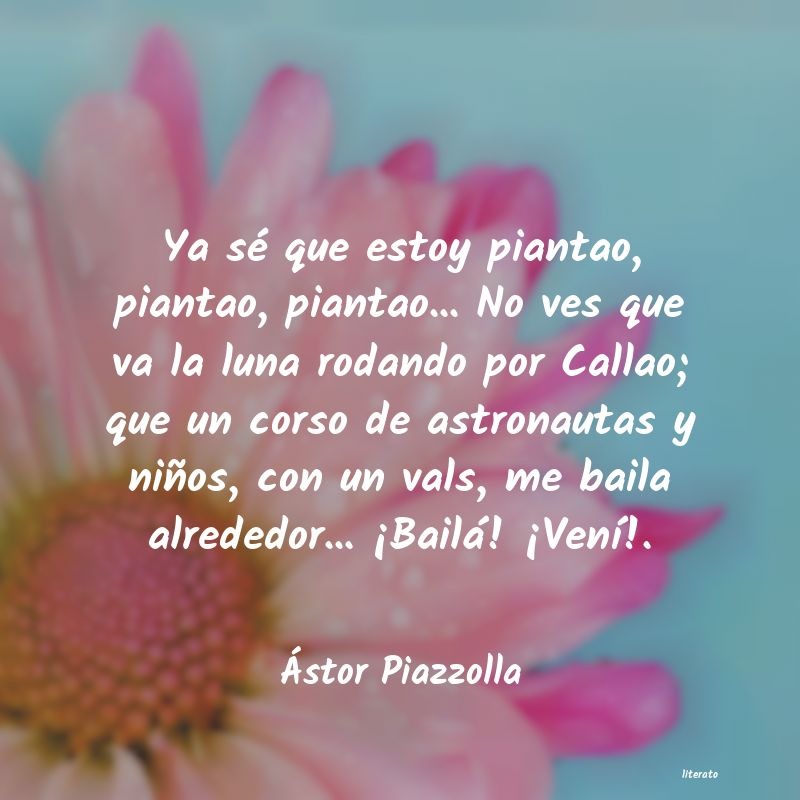 Ya sé que estoy piantao,
piantao, piantao... No ves que
va la luna rodando por Callao;
que un corso de astronautas y
niños, con un vals, me baila
alrededor... ¡Bailá! ¡Vení!.
Ástor Piazzolla
literato